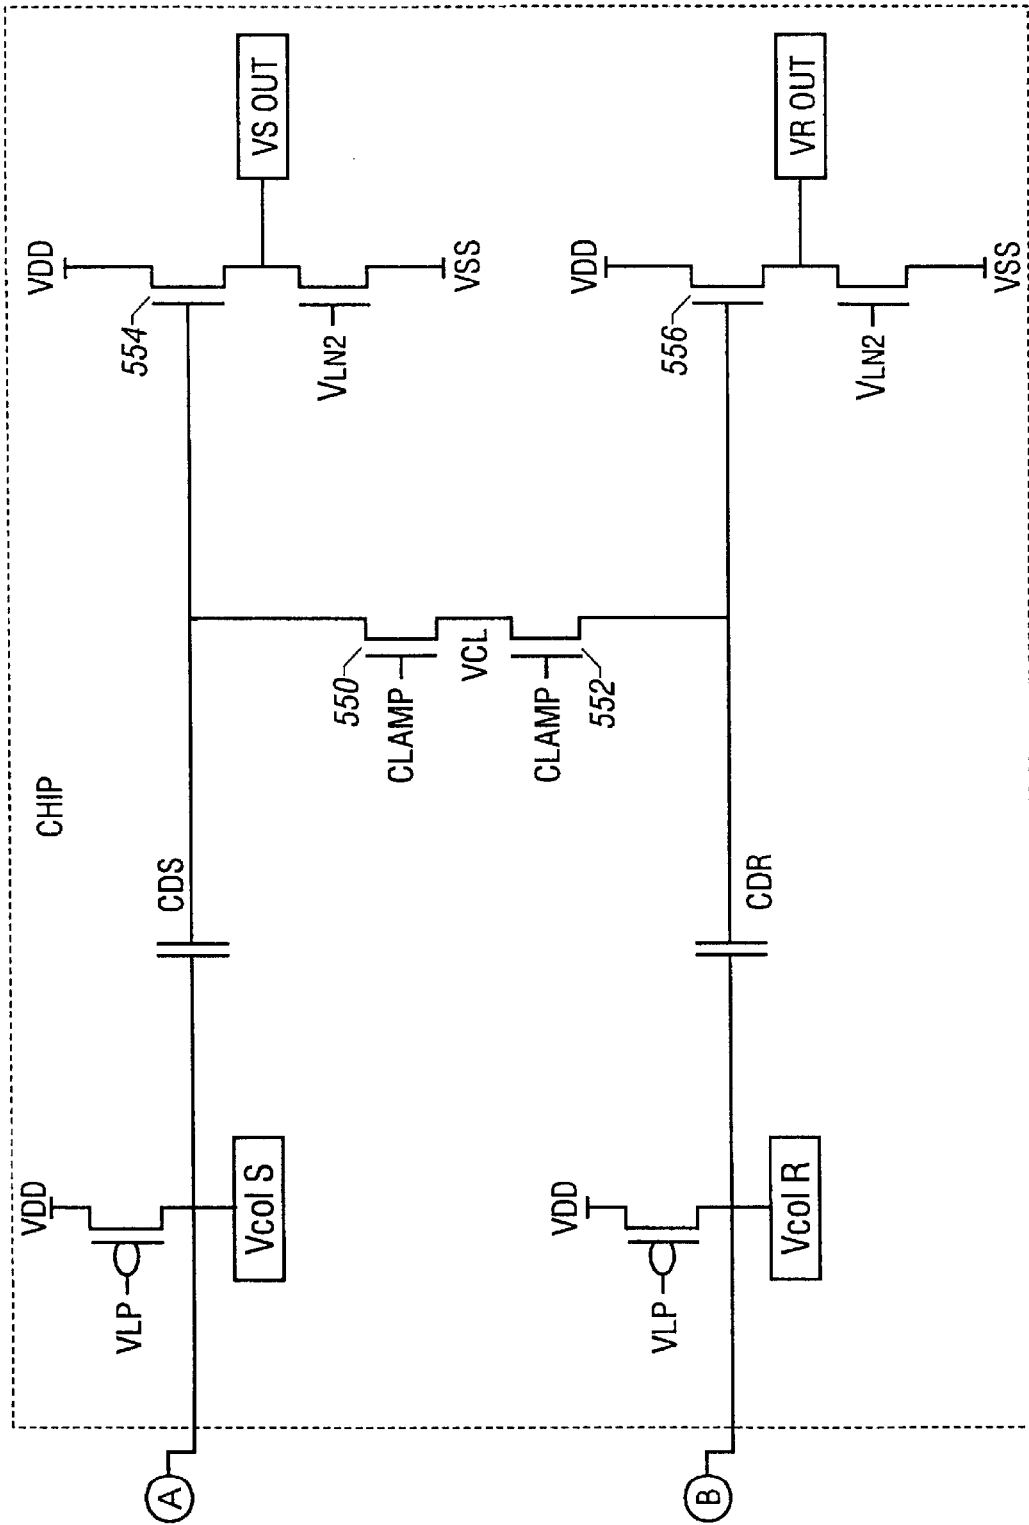 CHIP
VDD
VLP
Vcol S
A
CDS
VDD
554
VLN2
VSS
VS OUT
550
CLAMP
VCL
CLAMP
552
VDD
VLP
Vcol R
B
CDR
VDD
556
VLN2
VSS
VR OUT